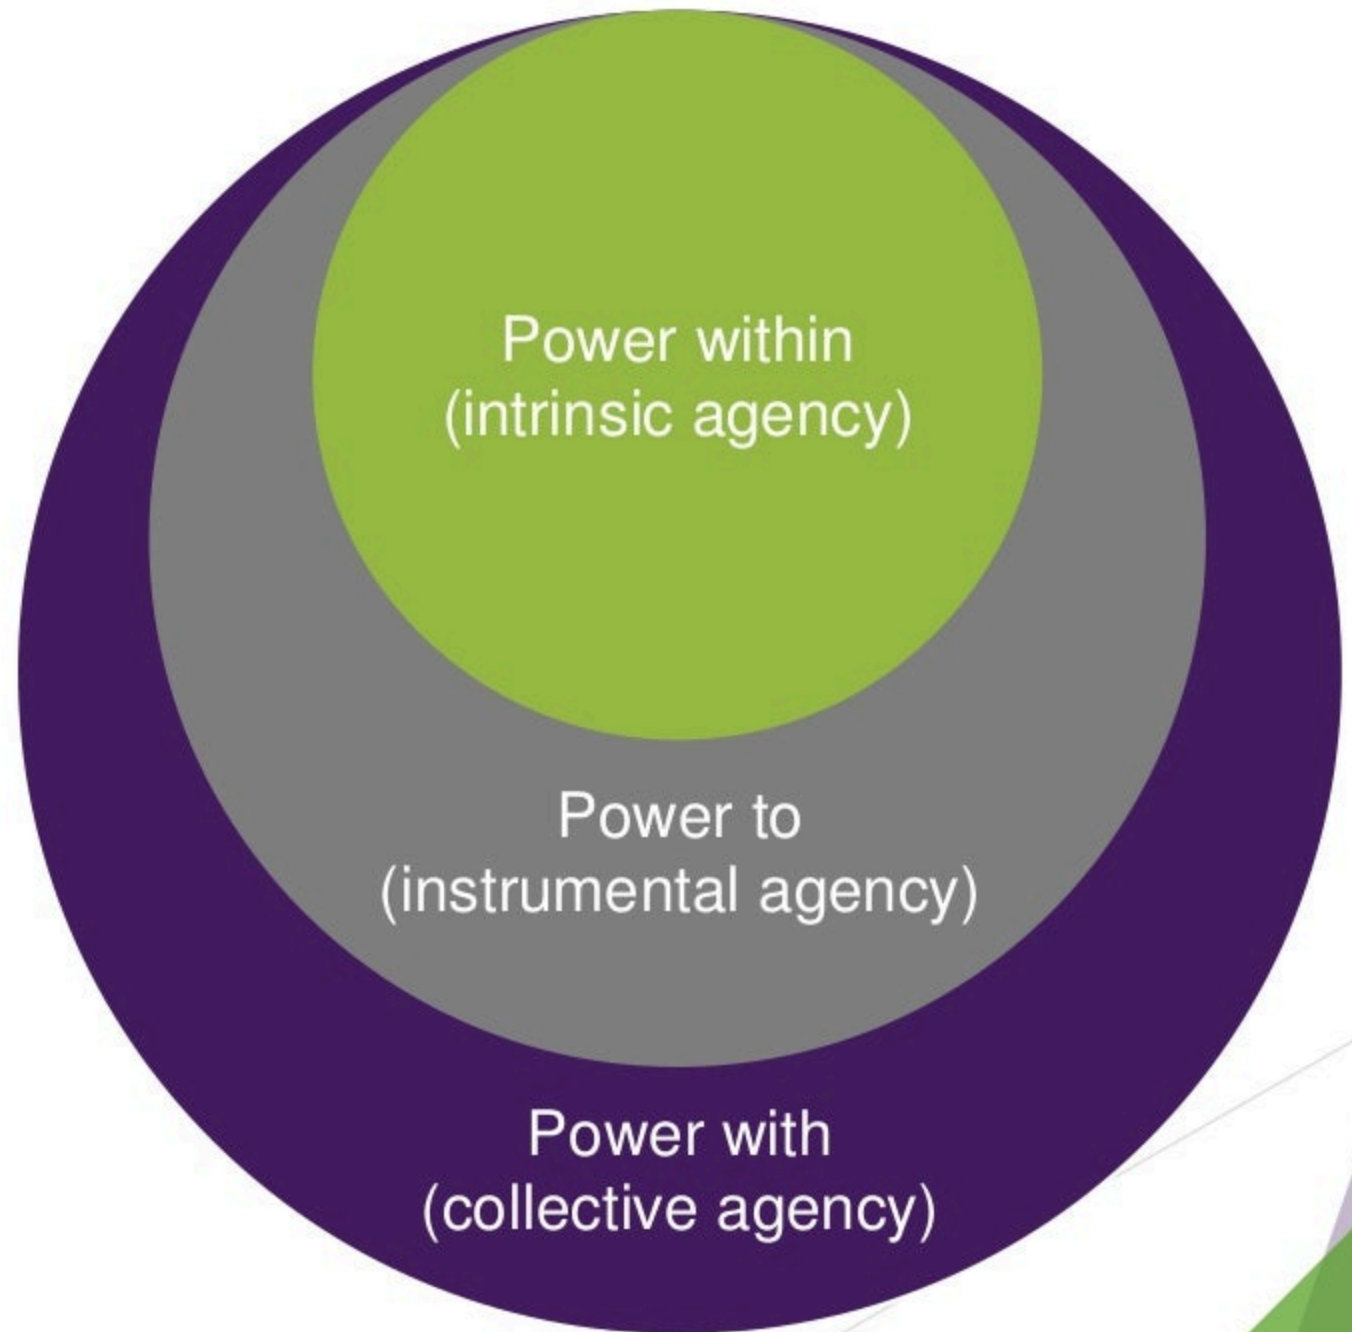 Power within
(intrinsic agency)
Power to
(instrumental agency)
Power with
(collective agency)